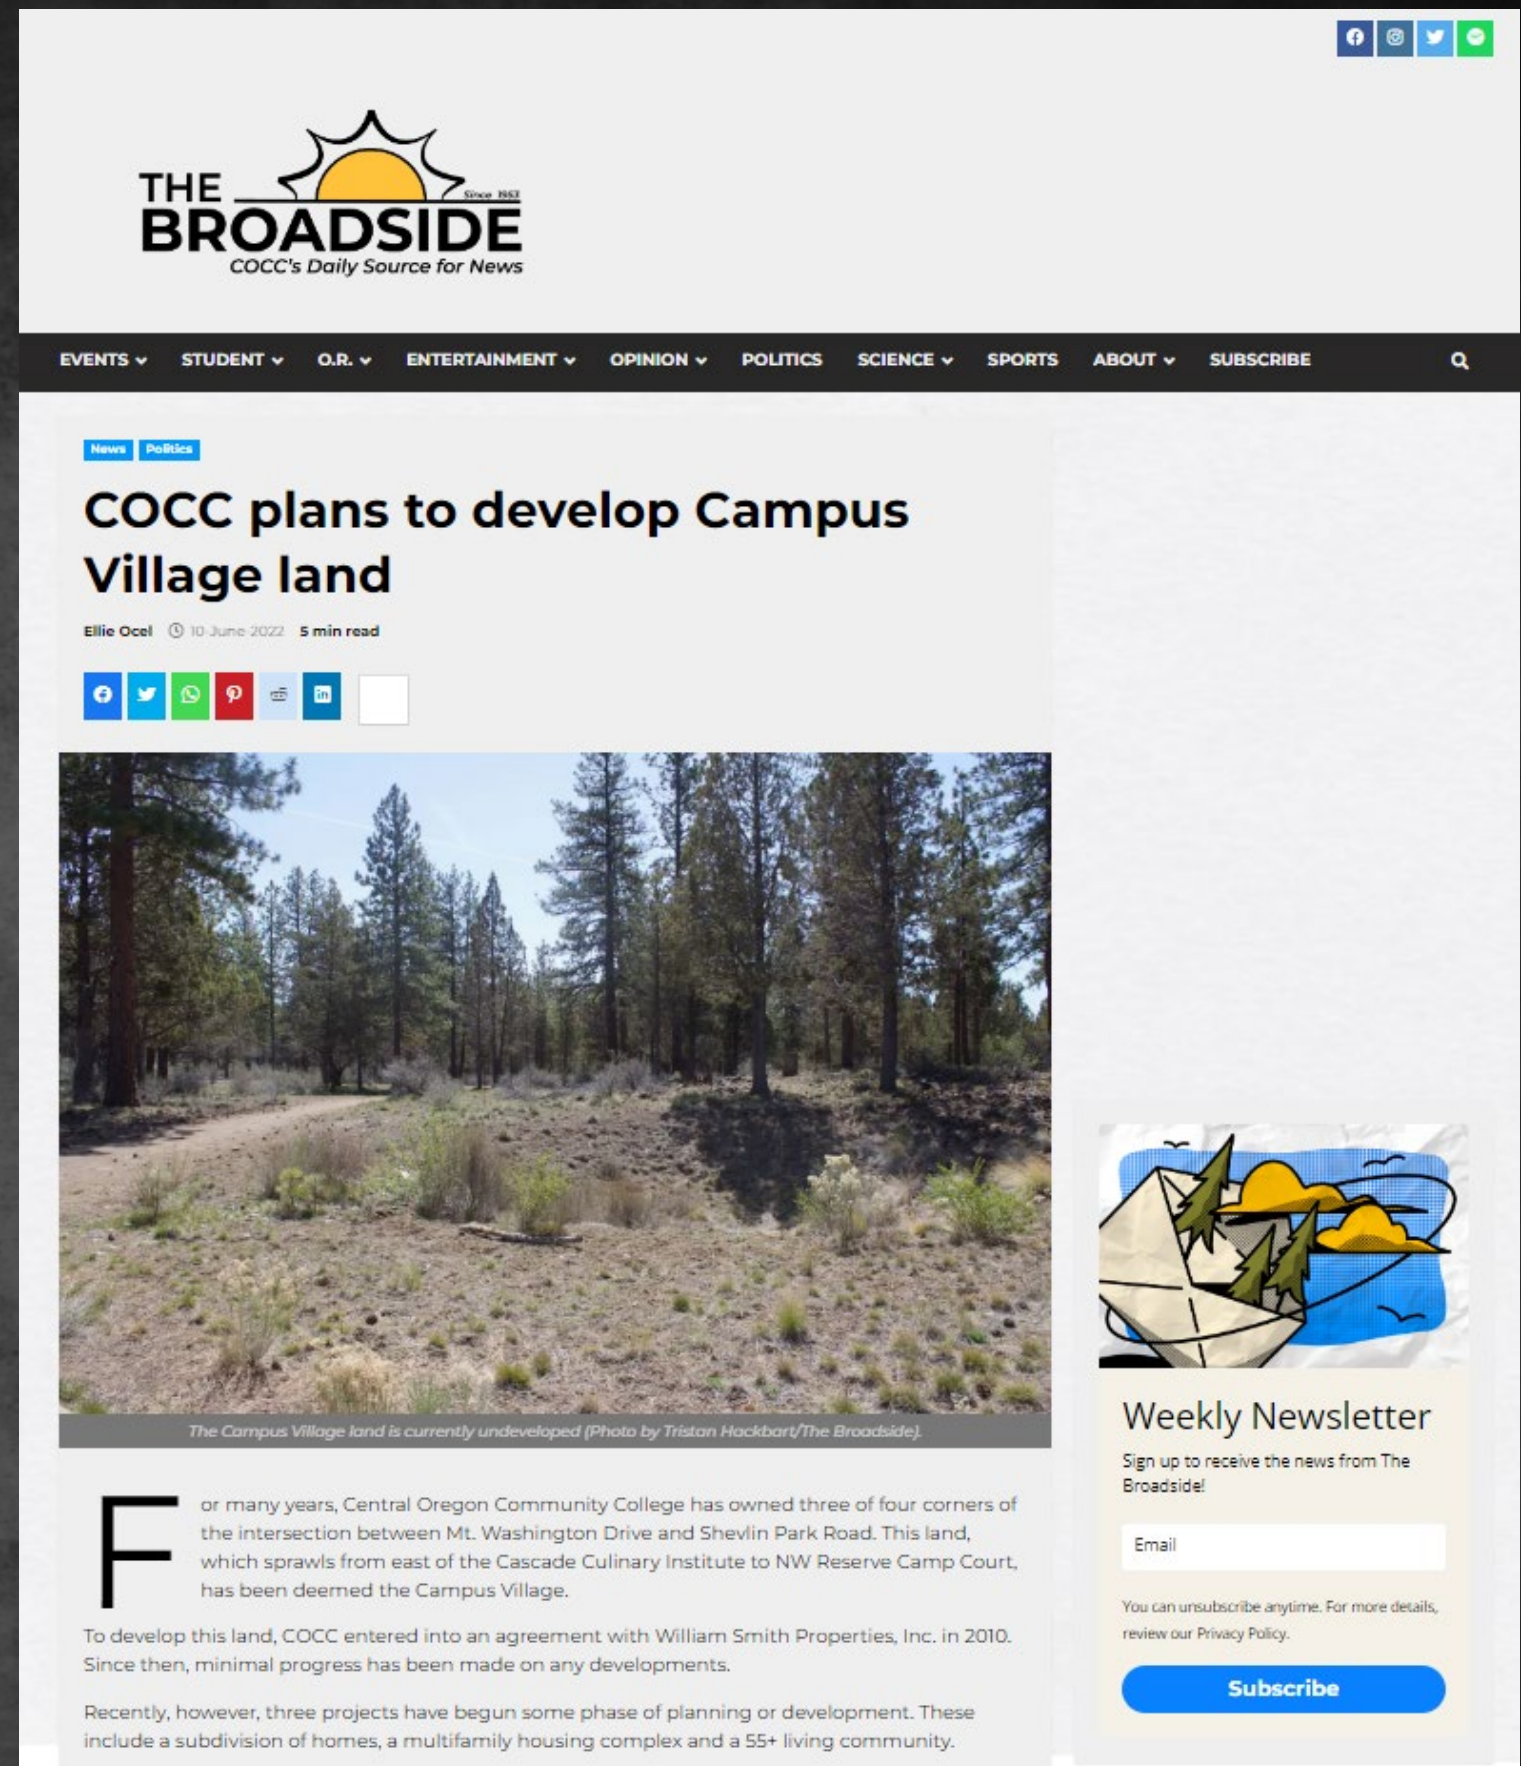 THE
Since 1953
BROADSIDE
COCC's Daily Source for News
EVENTS STUDENT O.R. ENTERTAINMENT OPINION POLITICS SCIENCE SPORTS ABOUT SUBSCRIBE
News Politics
COCC plans to develop Campus
Village land
Ellie Ocel 10-June-2022 5 min read
The Campus Village land is currently undeveloped (Photo by Tristan Hackbart/The Broadside).
For many years, Central Oregon Community College has owned three of four corners of
the intersection between Mt. Washington Drive and Shevlin Park Road. This land,
which sprawls from east of the Cascade Culinary Institute to NW Reserve Camp Court,
has been deemed the Campus Village.
To develop this land, COCC entered into an agreement with William Smith Properties, Inc. in 2010.
Since then, minimal progress has been made on any developments.
Recently, however, three projects have begun some phase of planning or development. These
include a subdivision of homes, a multifamily housing complex and a 55+ living community.
Weekly Newsletter
Sign up to receive the news from The
Broadside!
Email
You can unsubscribe anytime. For more details,
review our Privacy Policy.
Subscribe